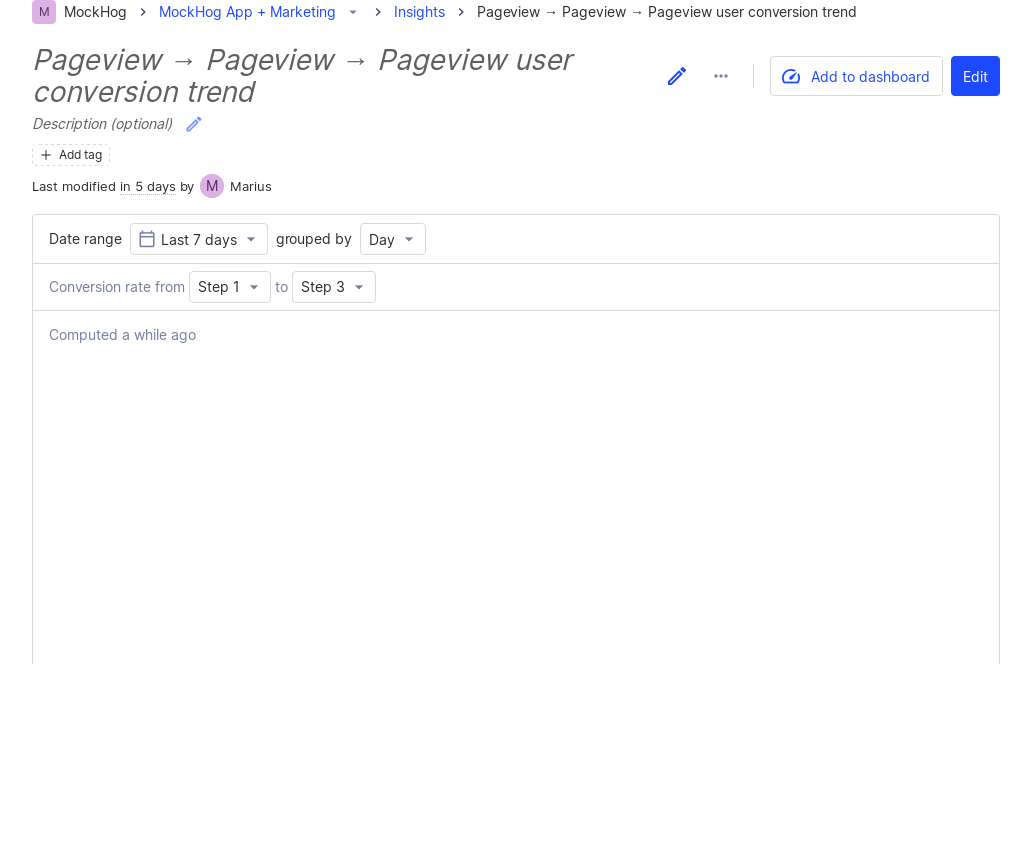 M MockHog MockHog App + Marketing Insights Pageview → Pageview → Pageview user conversion trend
Pageview → Pageview → Pageview user
conversion trend
Add to dashboard Edit
Description (optional)
Add tag
Last modified in 5 days by M Marius
Date range Last 7 days grouped by Day
Conversion rate from Step 1 to Step 3
Computed a while ago